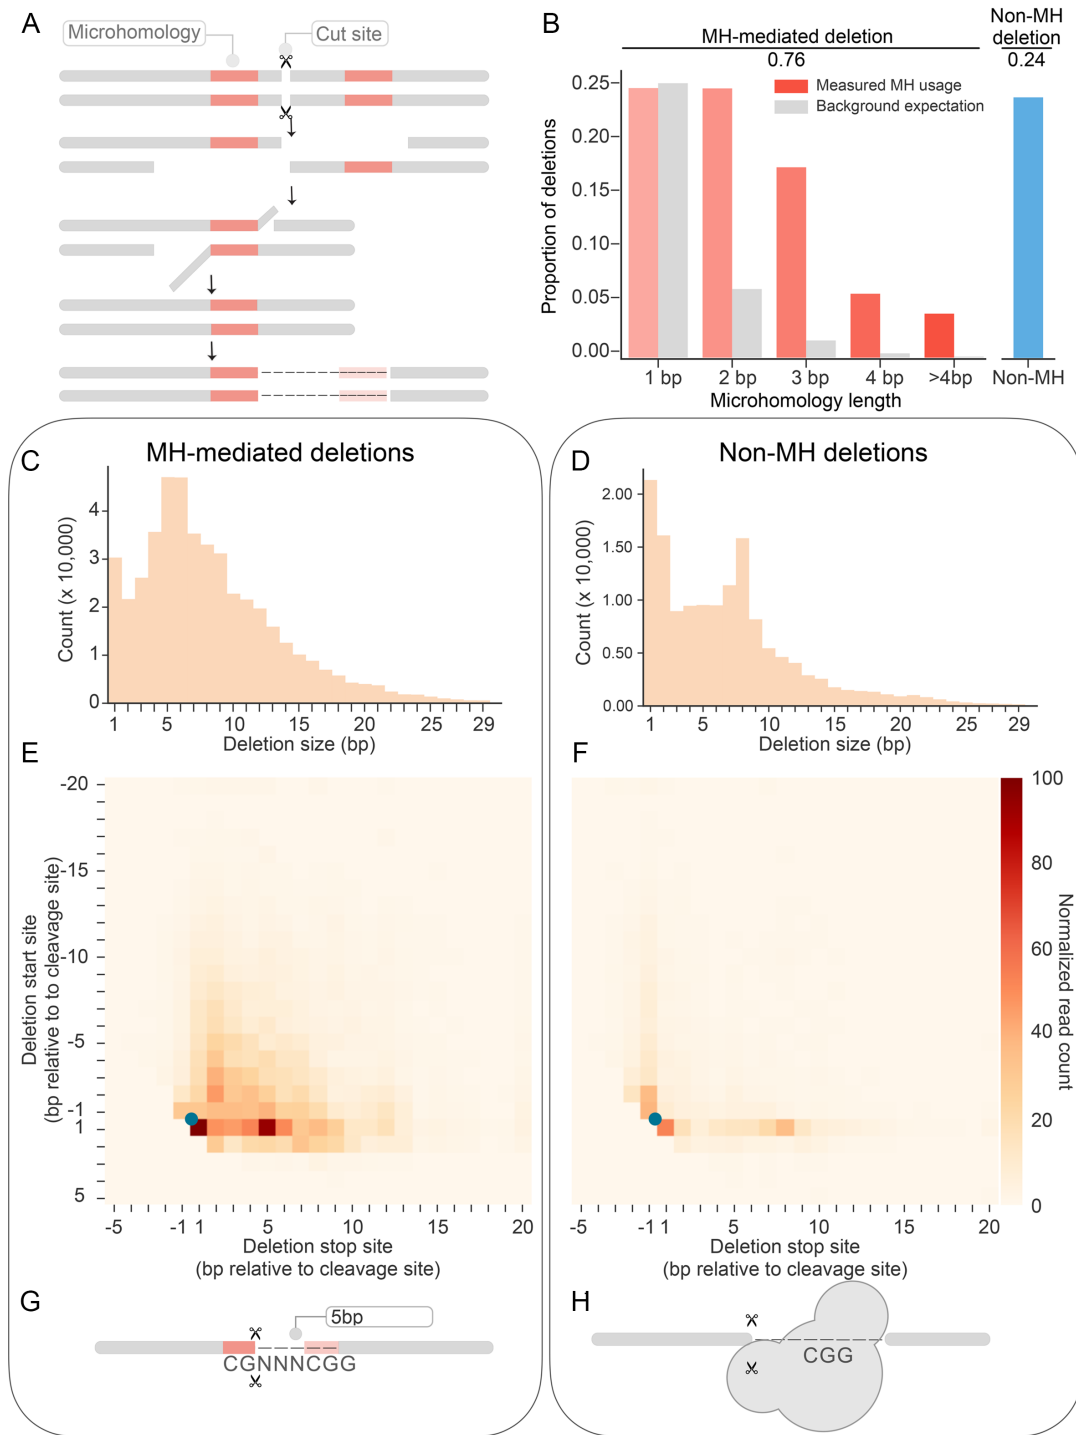 A
Microhomology
Cut site
B
MH-mediated deletion
0.76
Non-MH
deletion
0.24
Measured MH usage
Background expectation
Proportion of deletions
0.25
0.20
0.15
0.10
0.05
0.00
1 bp
2 bp
3 bp
4 bp
>4bp
Non-MH
Microhomology length
C
MH-mediated deletions
Count (x 10,000)
4
3
2
1
0
1
5
10
15
20
25
29
Deletion size (bp)
D
Non-MH deletions
Count (x 10,000)
2.00
1.50
1.00
0.50
0.00
1
5
10
15
20
25
29
Deletion size (bp)
E
Deletion start site
(bp relative to to cleavage site)
-20
-15
-10
-5
-1
1
5
-5
-1
1
5
10
15
20
Deletion stop site
(bp relative to cleavage site)
F
-5
-1
1
5
10
15
20
Deletion stop site
(bp relative to cleavage site)
100
80
60
40
20
0
Normalized read count
G
5bp
CGNNNCGG
H
CGG